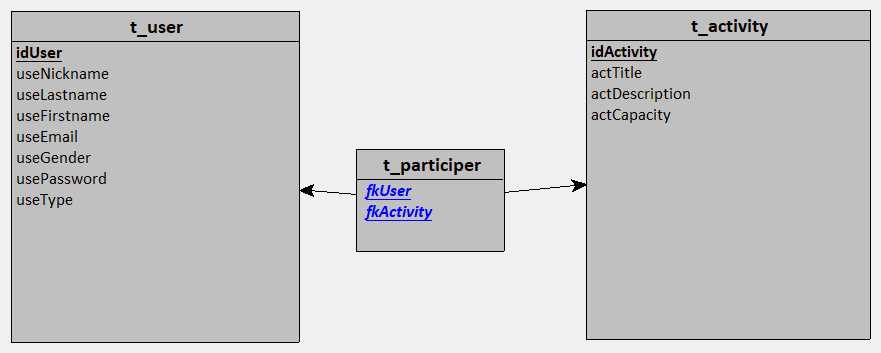 t_user
idUser
useNickname
useLastname
useFirstname
useEmail
useGender
usePassword
useType
t_participer
fkUser
fkActivity
t_activity
idActivity
actTitle
actDescription
actCapacity